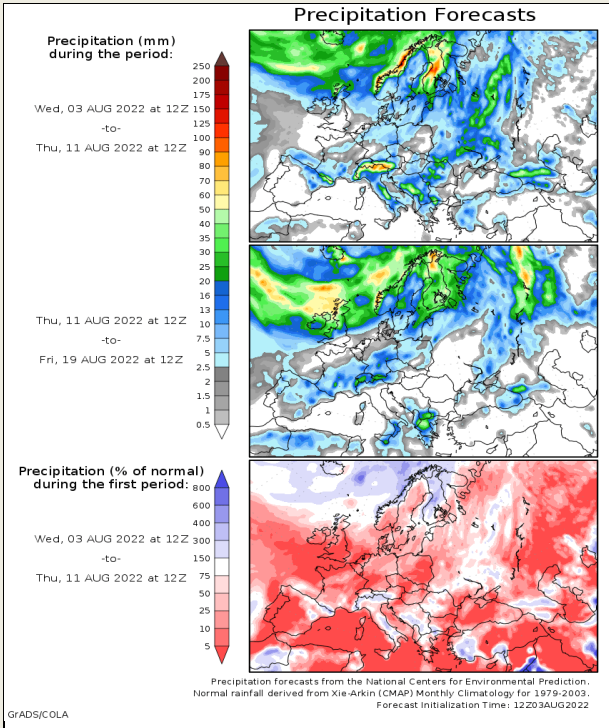 Precipitation Forecasts
Precipitation (mm)
during the period:
Wed, 03 AUG 2022 at 12Z
-to-
Thu, 11 AUG 2022 at 12Z
250
200
175
150
125
100
90
80
70
60
50
40
35
30
25
20
16
13
10
7.5
5
2.5
2
1.5
1
0.5
Thu, 11 AUG 2022 at 12Z
-to-
Fri, 19 AUG 2022 at 12Z
Precipitation (% of normal)
during the first period:
Wed, 03 AUG 2022 at 12Z
-to-
Thu, 11 AUG 2022 at 12Z
800
600
400
300
150
75
50
25
10
5
Precipitation forecasts from the National Centers for Environmental Prediction.
Normal rainfall derived from Xie-Arkin (CMAP) Monthly Climatology for 1979-2003.
Forecast Initialization Time: 12Z03AUG2022
GrADS/COLA